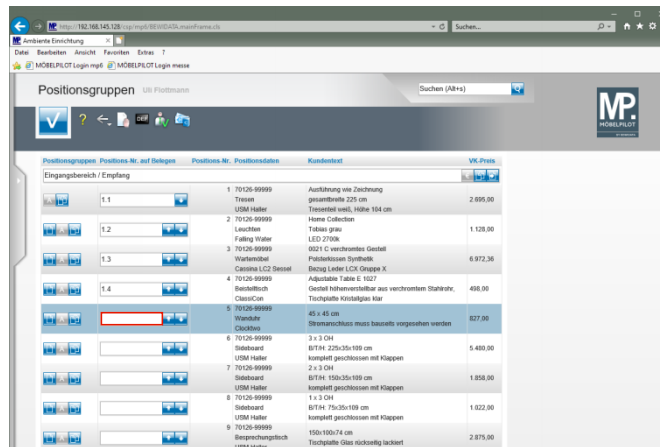 http://192.168.145.128/csp/mp6/BEWIDATA.mainFrame.cls
Suchen...
Ambiente Einrichtung
Datei Bearbeiten Ansicht Favoriten Extras ?
MÖBELPILOT Login mp6 MÖBELPILOT Login messe
Positionsgruppen Uli Flottmann
Suchen (Alt+s)
MP.
MÖBELPILOT
Positionsgruppen Positions-Nr. auf Belegen Positions-Nr. Positionsdaten Kundentext VK-Preis
Eingangsbereich / Empfang
1 70126-99999 Ausführung wie Zeichnung
1.1 Tresen gesamtbreite 225 cm 2.695,00
USM Haller Tresenteil weiß, Höhe 104 cm
2 70126-99999 Home Collection
1.2 Leuchten Tobias grau 1.128,00
Falling Water LED 2700k
3 70126-99999 0021 C verchromtes Gestell
1.3 Wartemöbel Polsterkissen Synthetik 6.972,36
Cassina LC2 Sessel Bezug Leder LCX Gruppe X
4 70126-99999 Adjustable Table E 1027
1.4 Beistelltisch Gestell höhenverstellbar aus verchromtem Stahlrohr, 498,00
ClassiCon Tischplatte Kristallglas klar
5 70126-99999 45 x 45 cm
Wanduhr 827,00
Clocktwo Stromanschluss muss bauseits vorgesehen werden
6 70126-99999 3 x 3 OH
Sideboard B/T/H: 225x35x109 cm 5.480,00
USM Haller komplett geschlossen mit Klappen
7 70126-99999 2 x 3 OH
Sideboard B/T/H: 150x35x109 cm 1.858,00
USM Haller komplett geschlossen mit Klappen
8 70126-99999 1 x 3 OH
Sideboard B/T/H: 75x35x109 cm 1.022,00
USM Haller komplett geschlossen mit Klappen
9 70126-99999 150x100x74 cm
Besprechungstisch 2.875,00
USM Haller Tischplatte Glas rückseitig lackiert